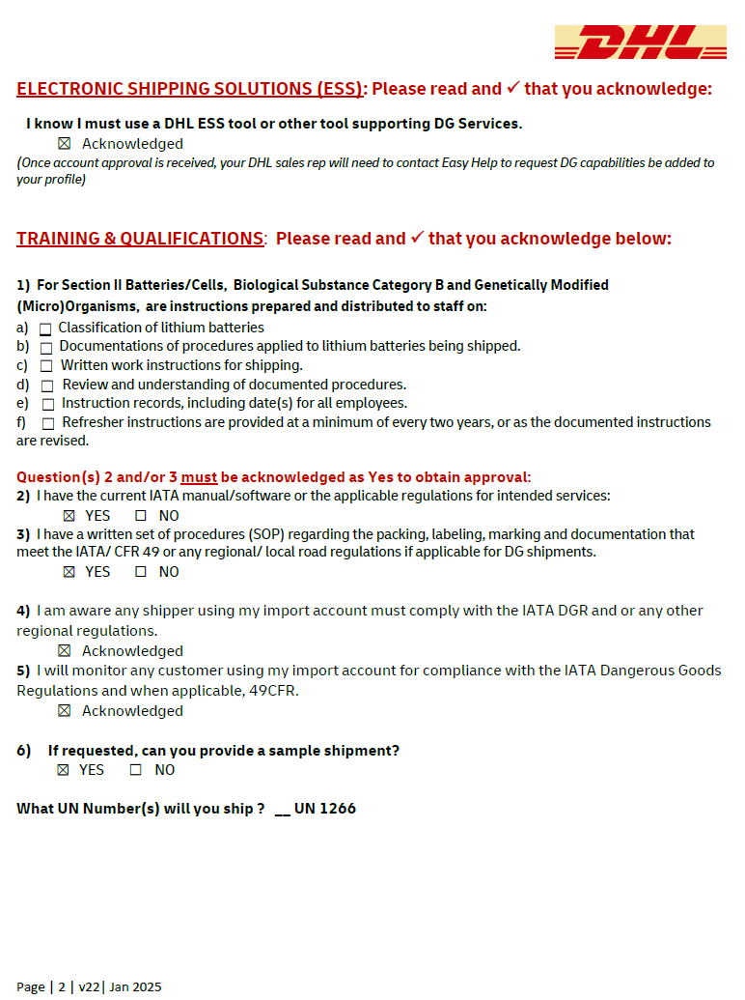 DHL
ELECTRONIC SHIPPING SOLUTIONS (ESS): Please read and ✓ that you acknowledge:
I know I must use a DHL ESS tool or other tool supporting DG Services.
☒ Acknowledged
(Once account approval is received, your DHL sales rep will need to contact Easy Help to request DG capabilities be added to
your profile)
TRAINING & QUALIFICATIONS: Please read and ✓ that you acknowledge below:
1) For Section II Batteries/Cells, Biological Substance Category B and Genetically Modified
(Micro)Organisms, are instructions prepared and distributed to staff on:
a) ☐ Classification of lithium batteries
b) ☐ Documentations of procedures applied to lithium batteries being shipped.
c) ☐ Written work instructions for shipping.
d) ☐ Review and understanding of documented procedures.
e) ☐ Instruction records, including date(s) for all employees.
f) ☐ Refresher instructions are provided at a minimum of every two years, or as the documented instructions
are revised.
Question(s) 2 and/or 3 must be acknowledged as Yes to obtain approval:
2) I have the current IATA manual/software or the applicable regulations for intended services:
☒ YES ☐ NO
3) I have a written set of procedures (SOP) regarding the packing, labeling, marking and documentation that
meet the IATA/ CFR 49 or any regional/ local road regulations if applicable for DG shipments.
☒ YES ☐ NO
4) I am aware any shipper using my import account must comply with the IATA DGR and or any other
regional regulations.
☒ Acknowledged
5) I will monitor any customer using my import account for compliance with the IATA Dangerous Goods
Regulations and when applicable, 49CFR.
☒ Acknowledged
6) If requested, can you provide a sample shipment?
☒ YES ☐ NO
What UN Number(s) will you ship ? __ UN 1266
Page | 2 | v22| Jan 2025